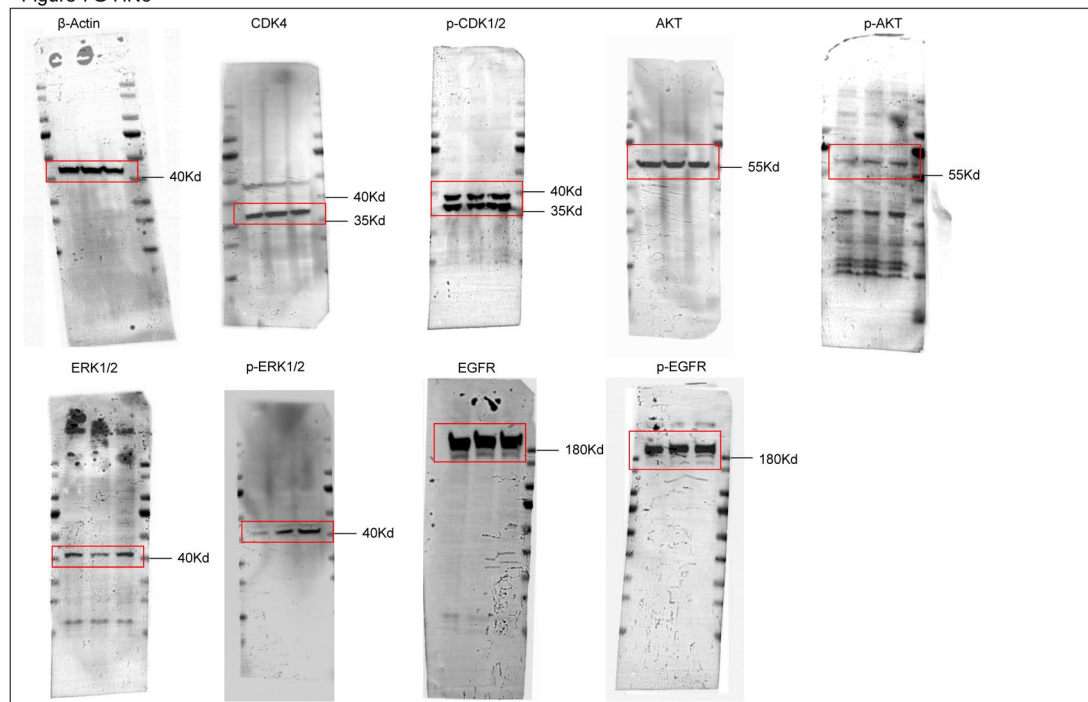 β-Actin
CDK4
p-CDK1/2
AKT
p-AKT
40Kd
40Kd
35Kd
40Kd
35Kd
55Kd
55Kd
ERK1/2
p-ERK1/2
EGFR
p-EGFR
40Kd
40Kd
180Kd
180Kd